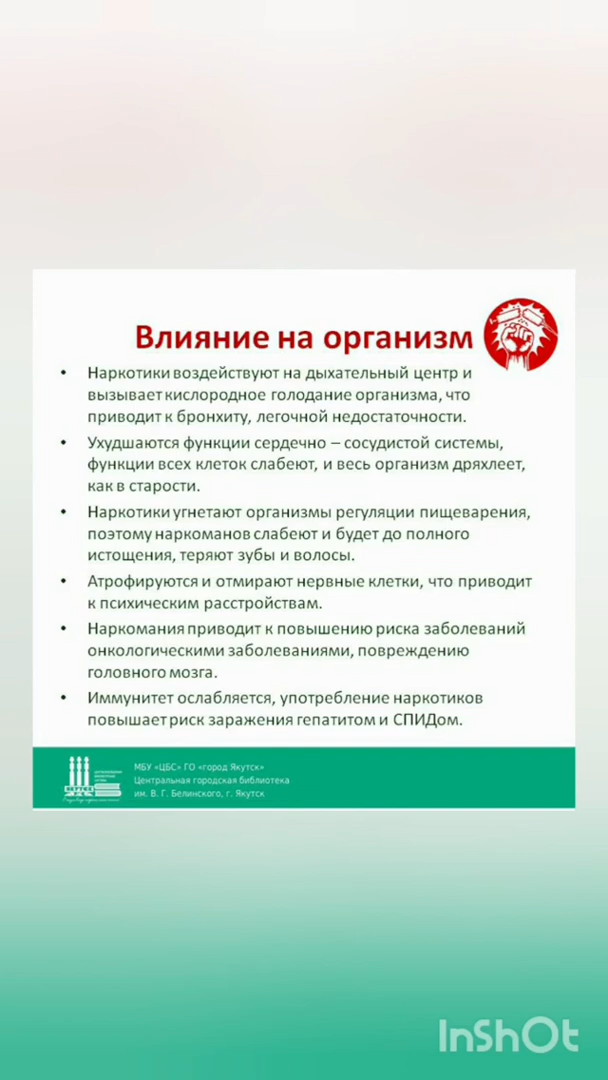 Влияние на организм
• Наркотики воздействуют на дыхательный центр и
вызывает кислородное голодание организма, что
приводит к бронхиту, легочной недостаточности.
• Ухудшаются функции сердечно – сосудистой системы,
функции всех клеток слабеют, и весь организм дряхлеет,
как в старости.
• Наркотики угнетают организмы регуляции пищеварения,
поэтому наркоманов слабеют и будет до полного
истощения, теряют зубы и волосы.
• Атрофируются и отмирают нервные клетки, что приводит
к психическим расстройствам.
• Наркомания приводит к повышению риска заболеваний
онкологическими заболеваниями, повреждению
головного мозга.
• Иммунитет ослабляется, употребление наркотиков
повышает риск заражения гепатитом и СПИДом.
МБУ «ЦБС» ГО «город Якутск»
Центральная городская библиотека
им. В. Г. Белинского, г. Якутск
InShOt